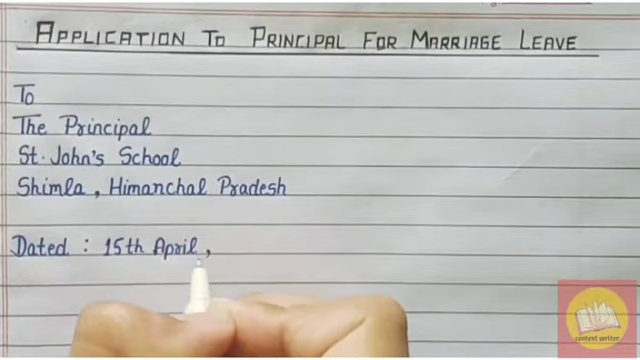 APPLICATION TO PRINCIPAL FOR MARRIAGE LEAVE
To
The Principal
St. John's School
Shimla, Himanchal Pradesh
Dated : 15th April,
content writer